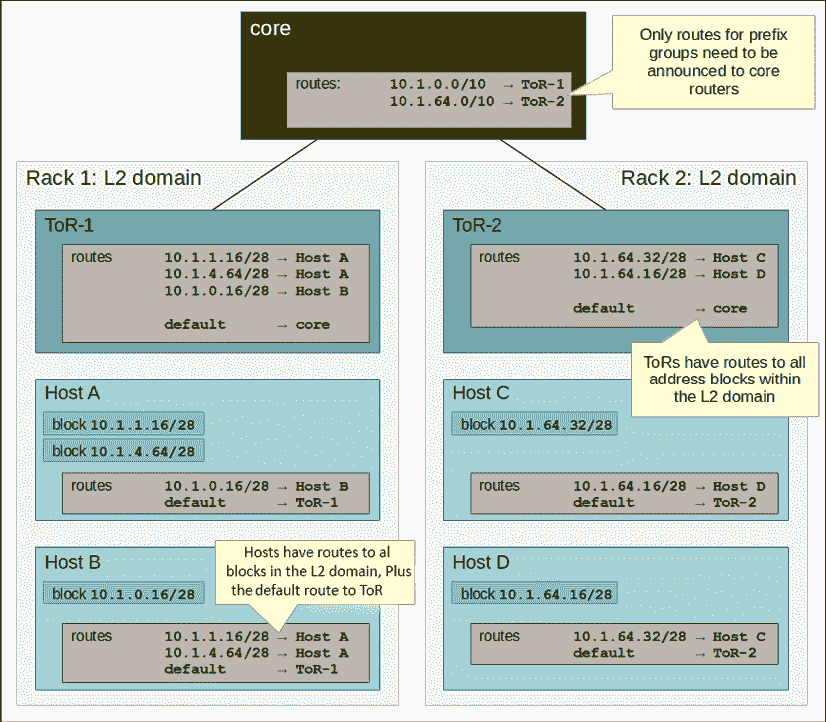 core
Only routes for prefix
groups need to be
announced to core
routers
routes: 10.1.0.0/10 → ToR-1
10.1.64.0/10 → ToR-2
Rack 1: L2 domain
ToR-1
routes 10.1.1.16/28 → Host A
10.1.4.64/28 → Host A
10.1.0.16/28 → Host B
default → core
Host A
block 10.1.1.16/28
block 10.1.4.64/28
routes 10.1.0.16/28 → Host B
default → ToR-1
Host B
block 10.1.0.16/28
Hosts have routes to al
blocks in the L2 domain, Plus
the default route to ToR
routes 10.1.1.16/28 → Host A
10.1.4.64/28 → Host A
default → ToR-1
Rack 2: L2 domain
ToR-2
routes 10.1.64.32/28 → Host C
10.1.64.16/28 → Host D
default → core
ToRs have routes to all
address blocks within
the L2 domain
Host C
block 10.1.64.32/28
routes 10.1.64.16/28 → Host D
default → ToR-2
Host D
block 10.1.64.16/28
routes 10.1.64.32/28 → Host C
default → ToR-2